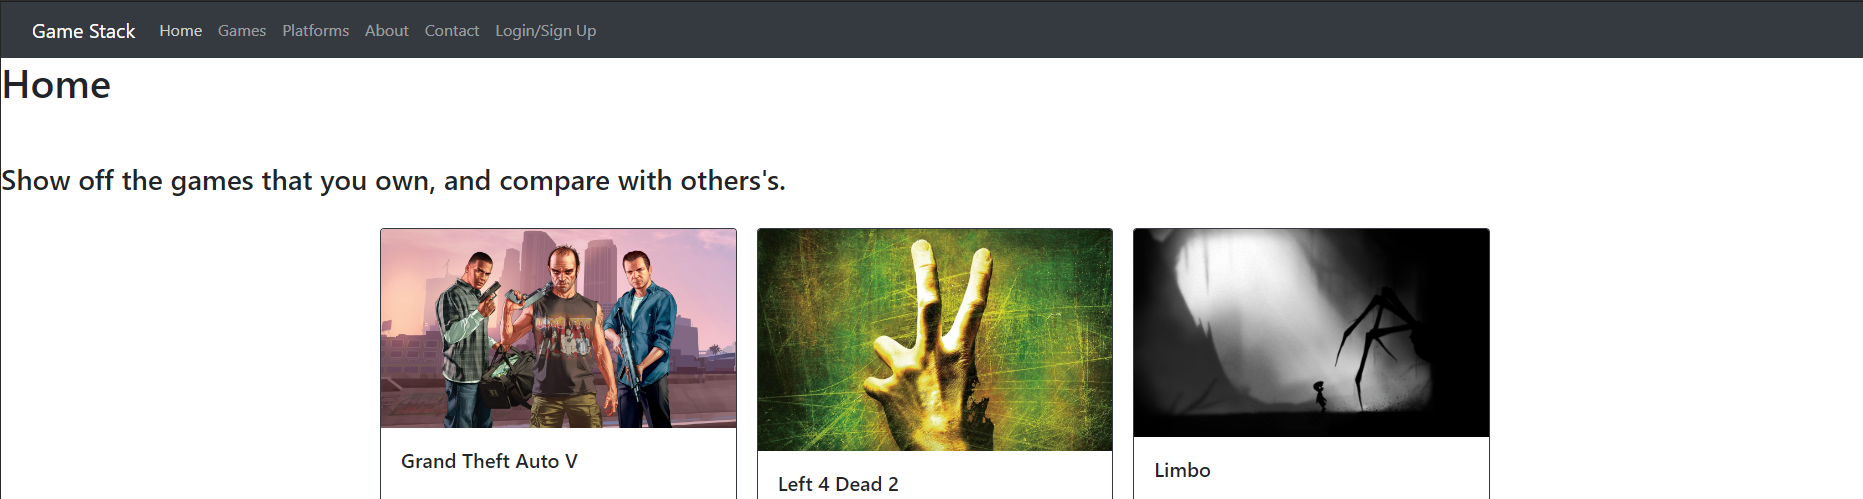 Game Stack Home Games Platforms About Contact Login/Sign Up
Home
Show off the games that you own, and compare with others's.
Grand Theft Auto V
Left 4 Dead 2
Limbo